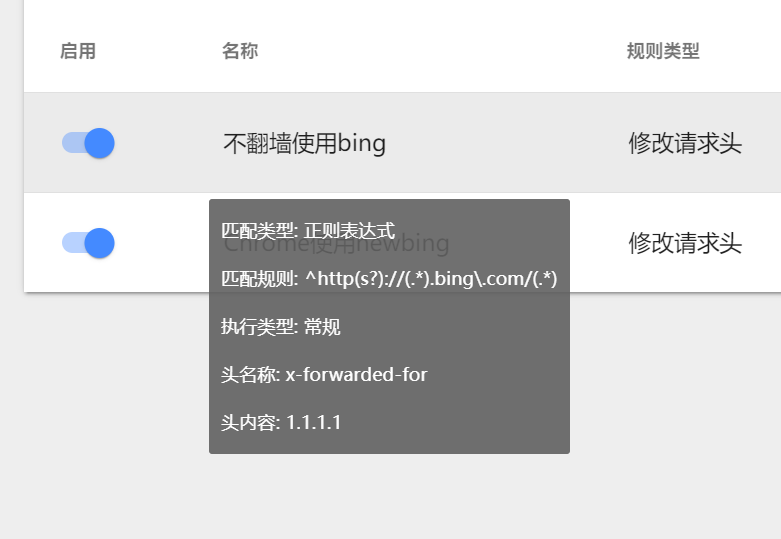 启用 名称 规则类型
不翻墙使用bing 修改请求头
Chrome使用newbing 修改请求头
匹配类型: 正则表达式
匹配规则: ^http(s?)://(.*).bing\.com/(.*)
执行类型: 常规
头名称: x-forwarded-for
头内容: 1.1.1.1